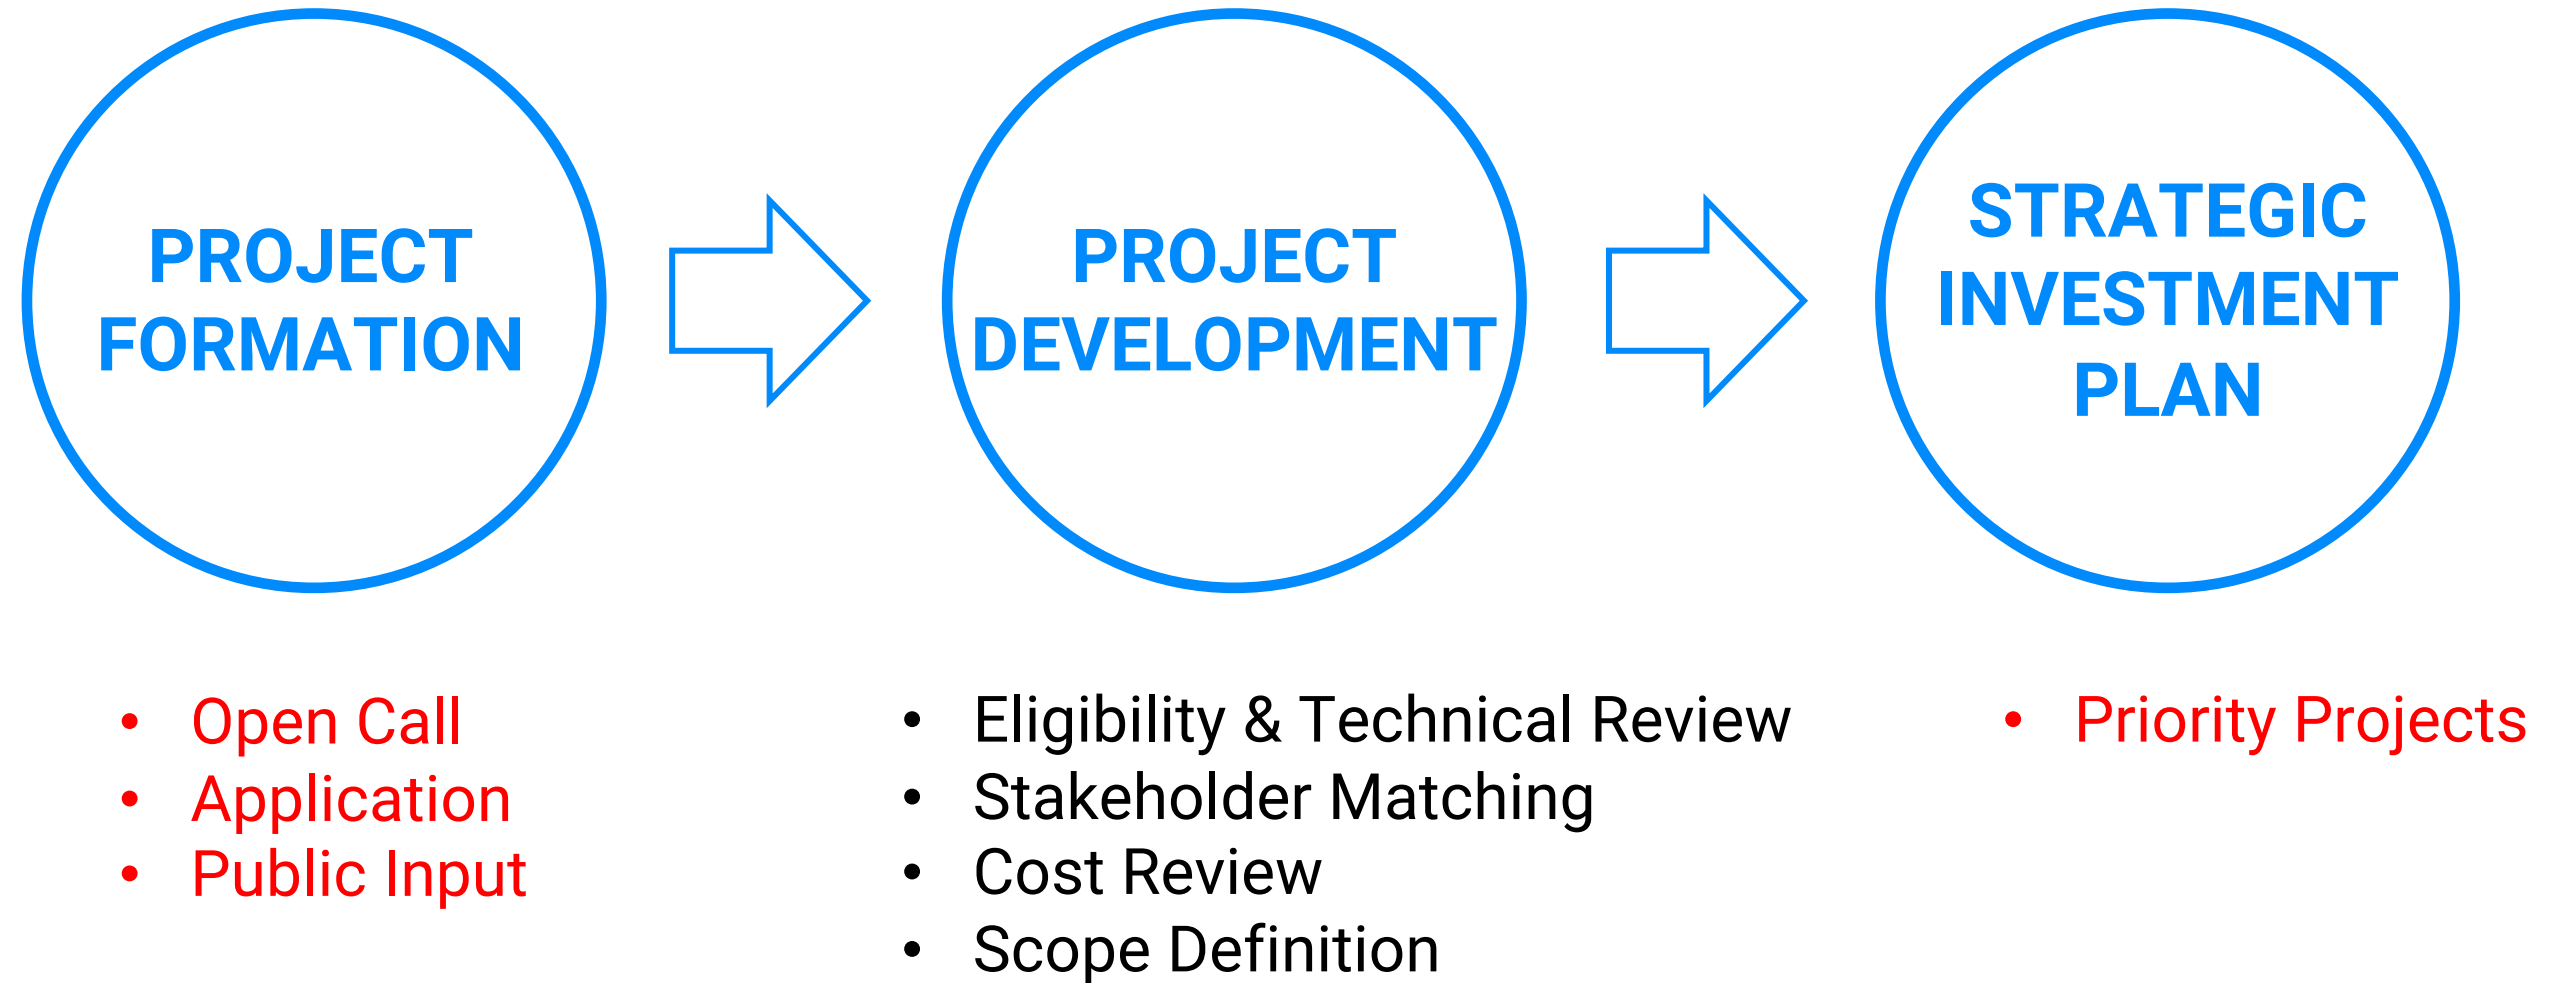 PROJECT
FORMATION
PROJECT
DEVELOPMENT
STRATEGIC
INVESTMENT
PLAN
• Open Call
• Application
• Public Input
• Eligibility & Technical Review
• Stakeholder Matching
• Cost Review
• Scope Definition
• Priority Projects